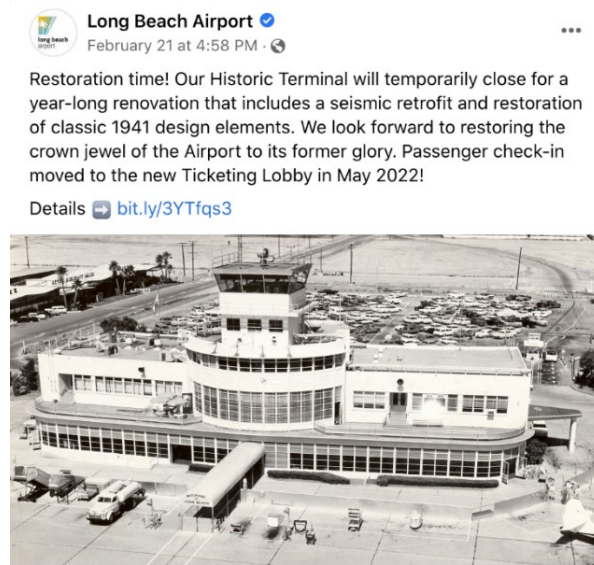 Long Beach Airport
February 21 at 4:58 PM ·
long beach
airport
Restoration time! Our Historic Terminal will temporarily close for a
year-long renovation that includes a seismic retrofit and restoration
of classic 1941 design elements. We look forward to restoring the
crown jewel of the Airport to its former glory. Passenger check-in
moved to the new Ticketing Lobby in May 2022!
Details ➡️ bit.ly/3YTfqs3